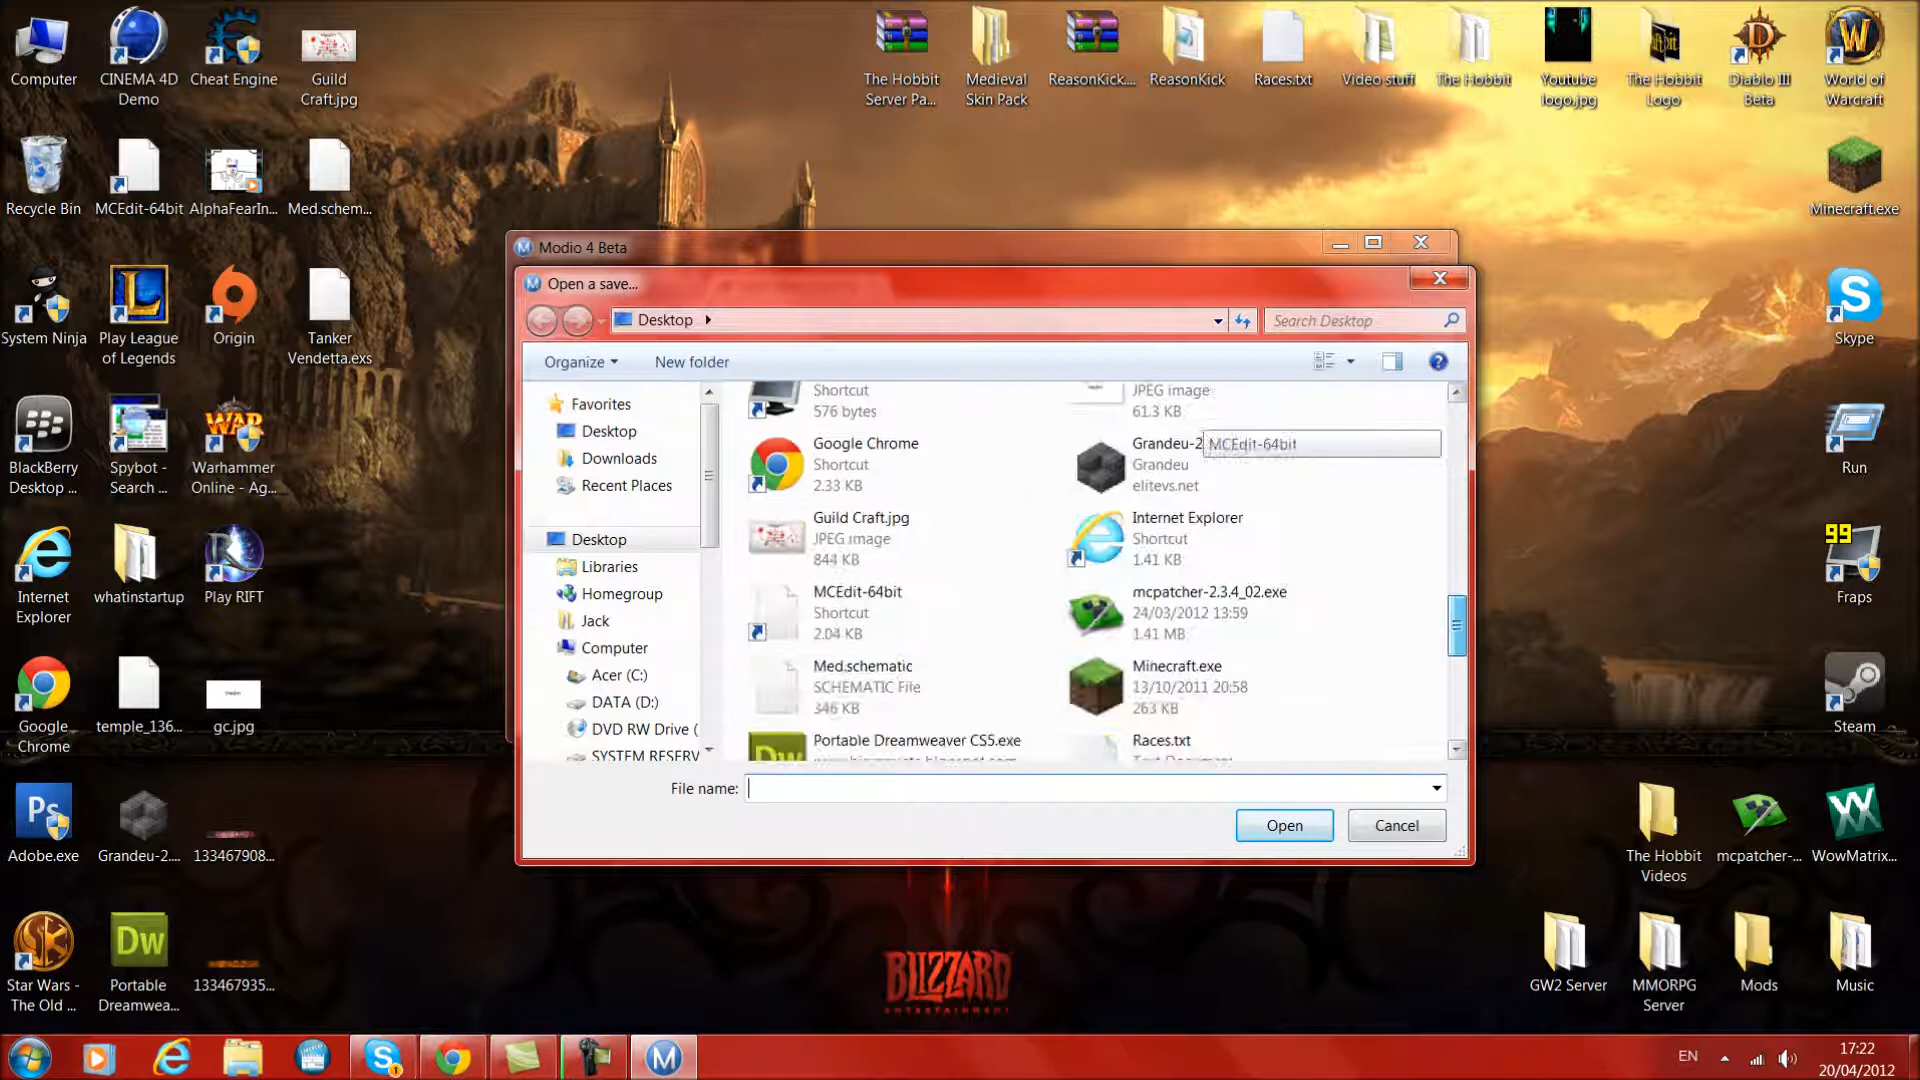 Computer
CINEMA 4D
Demo
Cheat Engine
Guild
Craft.jpg
The Hobbit
Server Pa...
Medieval
Skin Pack
ReasonKick...
ReasonKick
Races.txt
Video stuff
The Hobbit
Youtube
logo.jpg
The Hobbit
Logo
Diablo III
Beta
World of
Warcraft
Recycle Bin
MCEdit-64bit
AlphaFearIn...
Med.schem...
Minecraft.exe
System Ninja
Play League
of Legends
Origin
Tanker
Vendetta.exs
Skype
BlackBerry
Desktop ...
Spybot -
Search ...
WAR
Warhammer
Online - Ag...
Run
Internet
Explorer
whatinstartup
Play RIFT
99
Fraps
Google
Chrome
temple_136...
gc.jpg
Steam
Ps
Adobe.exe
Grandeu-2....
133467908...
The Hobbit
Videos
mcpatcher-...
WowMatrix...
Star Wars -
The Old ...
Dw
Portable
Dreamwea...
133467935...
GW2 Server
MMORPG
Server
Mods
Music
Modio 4 Beta
Open a save...
Desktop
Search Desktop
Organize
New folder
Favorites
Desktop
Downloads
Recent Places
Desktop
Libraries
Homegroup
Jack
Computer
Acer (C:)
DATA (D:)
DVD RW Drive (
SYSTEM RESERV
Shortcut
576 bytes
JPEG image
61.3 KB
Google Chrome
Shortcut
2.33 KB
Grandeu-2
MCEdit-64bit
Grandeu
elitevs.net
Guild Craft.jpg
JPEG image
844 KB
Internet Explorer
Shortcut
1.41 KB
MCEdit-64bit
Shortcut
2.04 KB
mcpatcher-2.3.4_02.exe
24/03/2012 13:59
1.41 MB
Med.schematic
SCHEMATIC File
346 KB
Minecraft.exe
13/10/2011 20:58
263 KB
Dw
Portable Dreamweaver CS5.exe
Races.txt
Text Document
File name:
Open
Cancel
BLIZZARD
ENTERTAINMENT
EN
17:22
20/04/2012